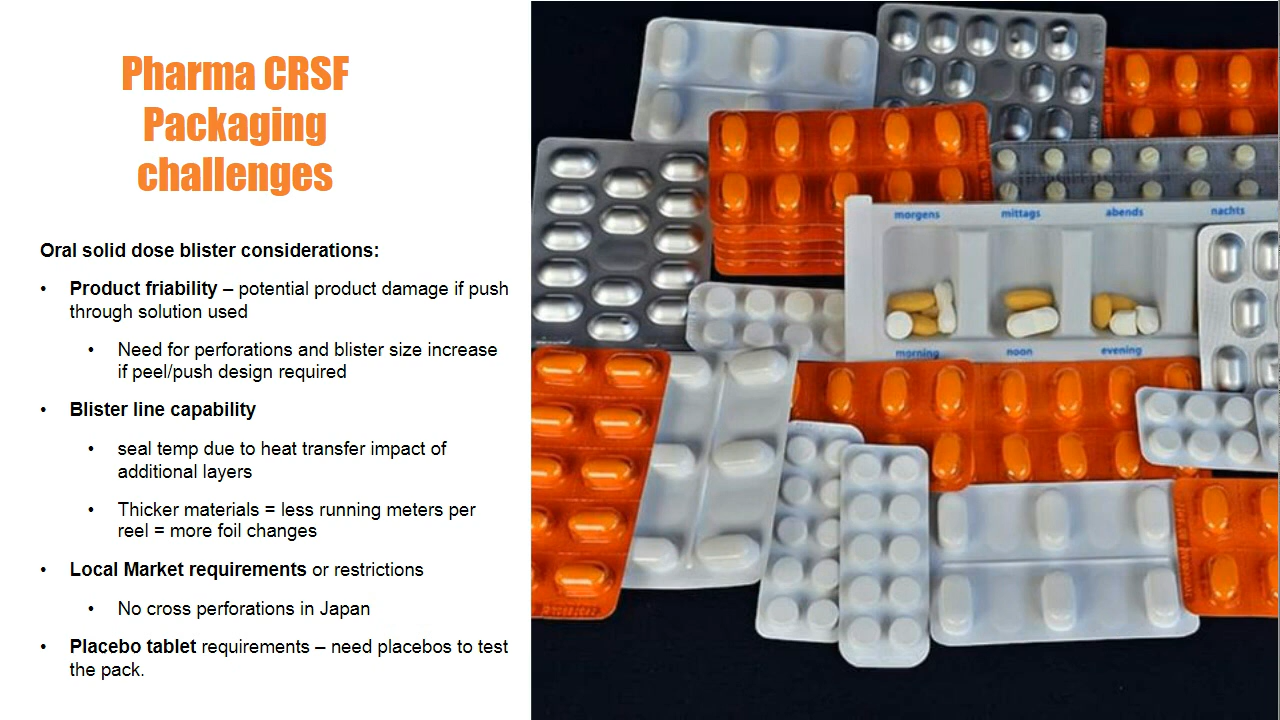 Pharma CRSF
Packaging
challenges
Oral solid dose blister considerations:
• Product friability – potential product damage if push
through solution used
• Need for perforations and blister size increase
if peel/push design required
• Blister line capability
• seal temp due to heat transfer impact of
additional layers
• Thicker materials = less running meters per
reel = more foil changes
• Local Market requirements or restrictions
• No cross perforations in Japan
• Placebo tablet requirements – need placebos to test
the pack.
morgens
mittags
abends
nachts
morning
noon
evening